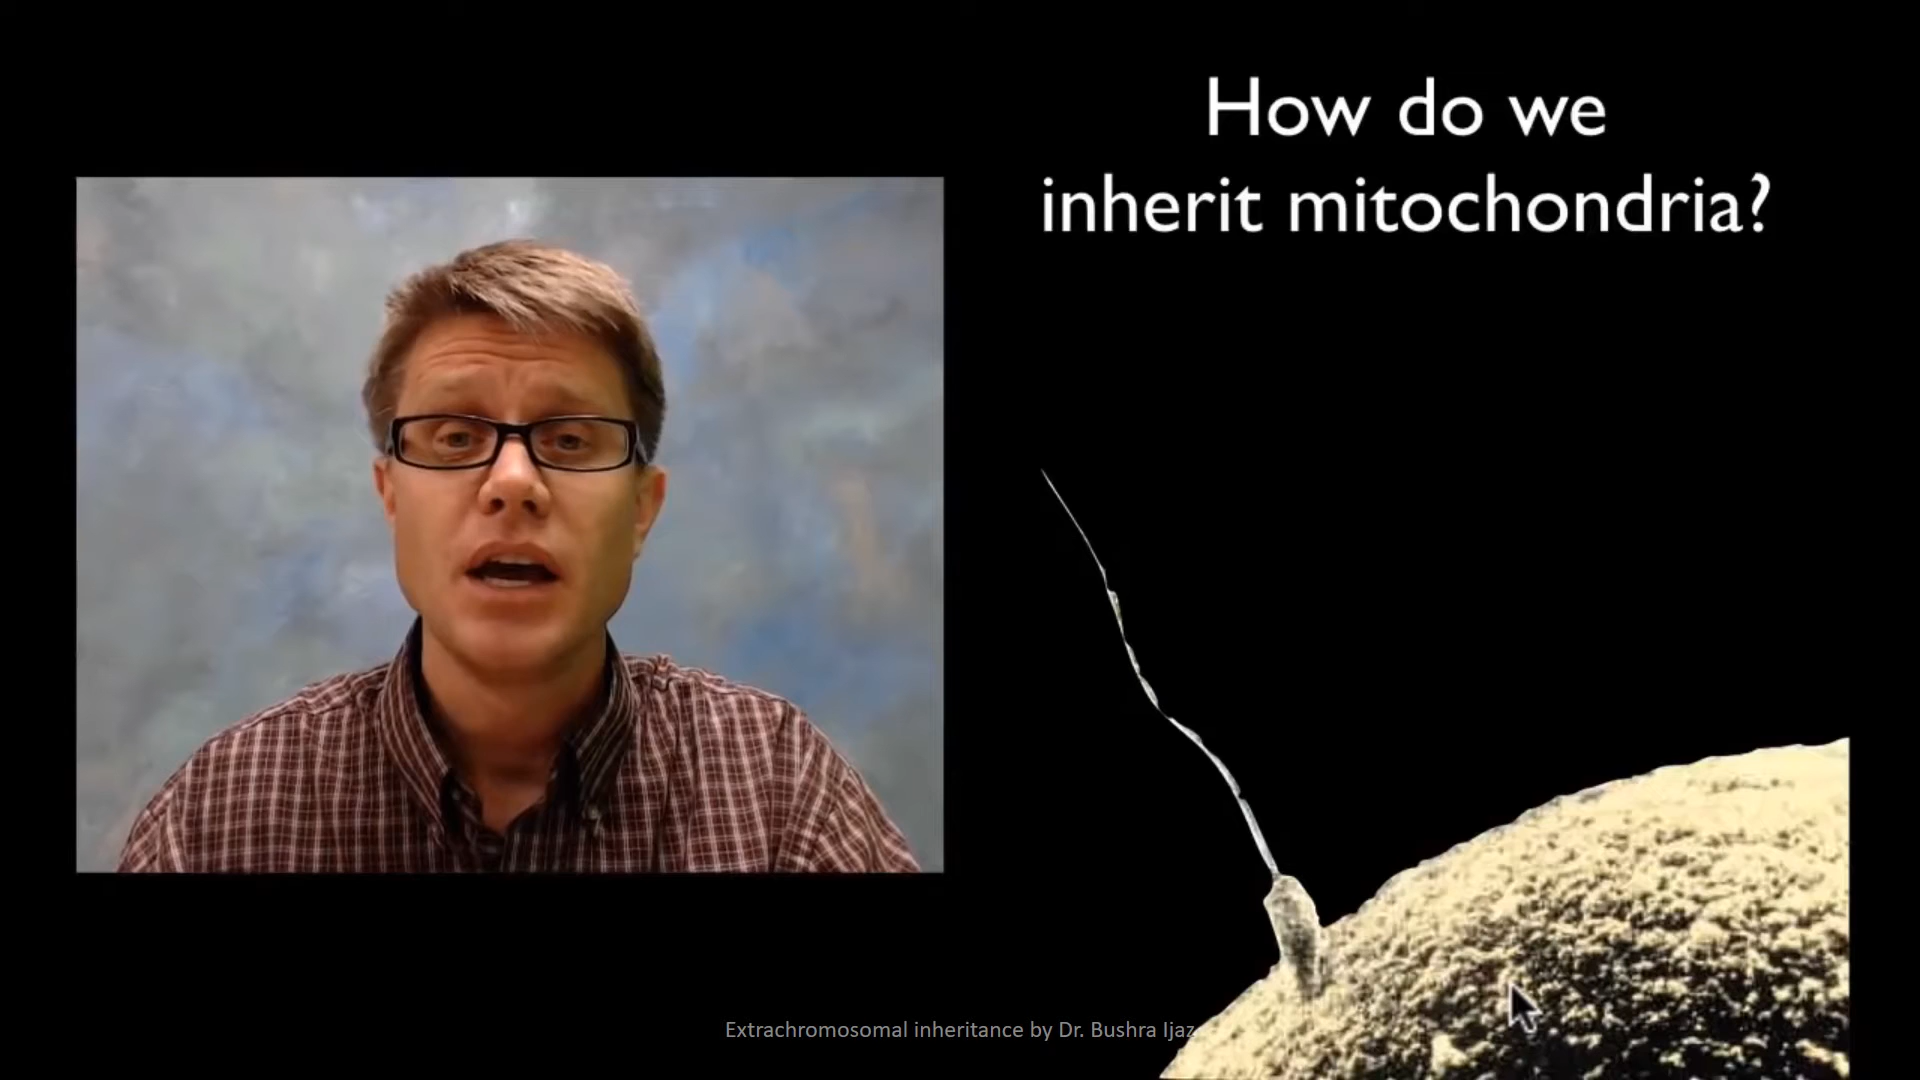 How do we
inherit mitochondria?
Extrachromosomal inheritance by Dr. Bushra Ijaz